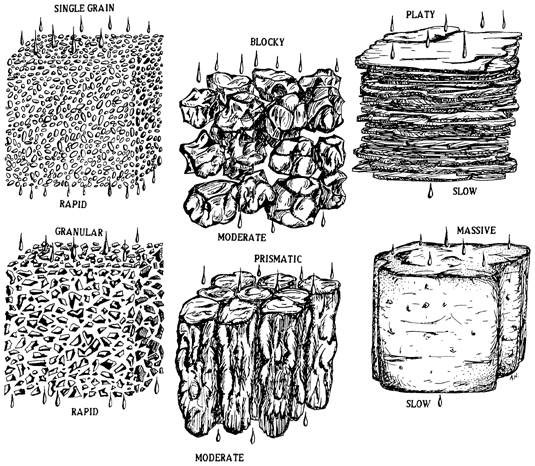 SINGLE GRAIN
RAPID
BLOCKY
MODERATE
PLATY
SLOW
GRANULAR
RAPID
PRISMATIC
MODERATE
MASSIVE
SLOW